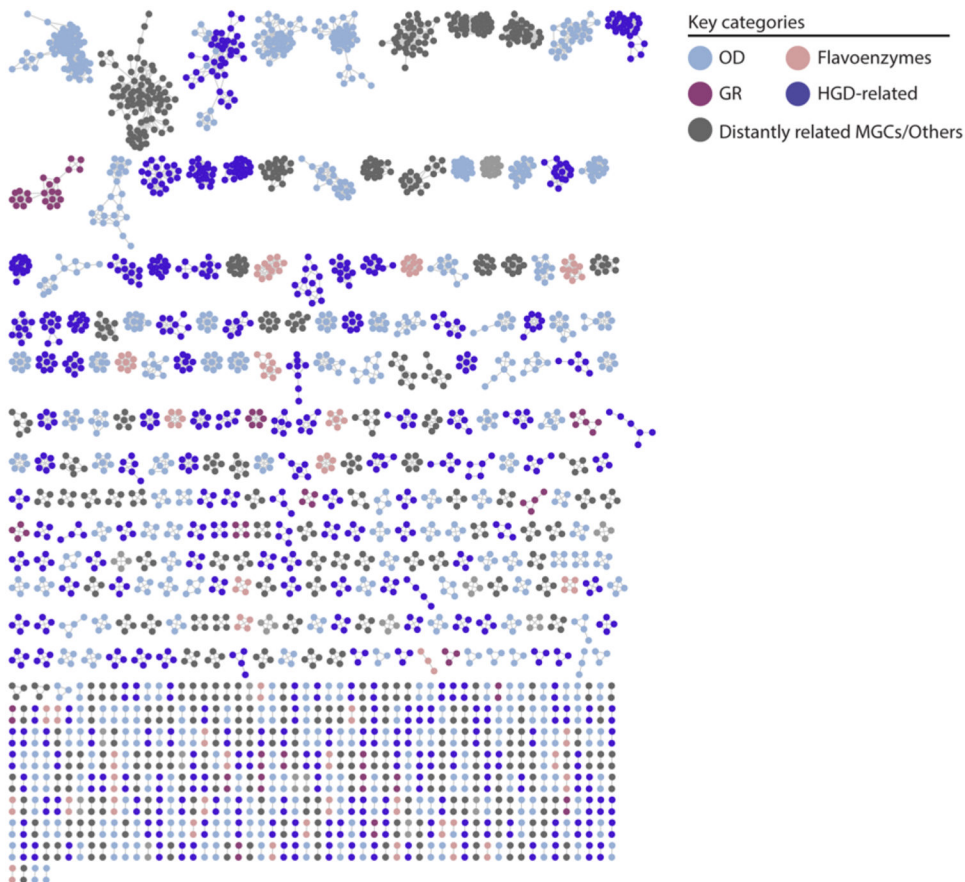 Key categories
OD
Flavoenzymes
GR
HGD-related
Distantly related MGCs/Others